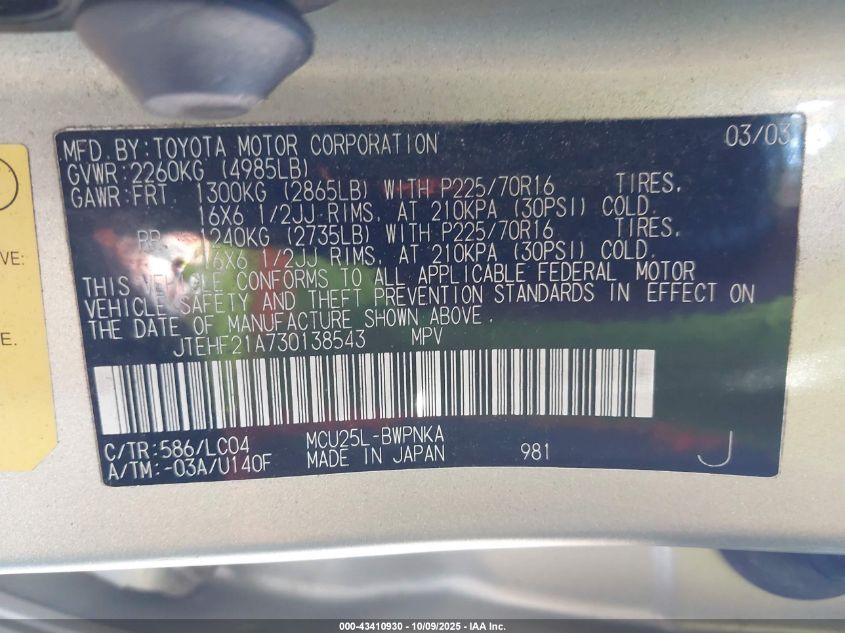 03/03
MFD. BY: TOYOTA MOTOR CORPORATION
GVWR: 2260KG (4985LB)
GAWR: FRT 1300KG (2865LB) WITH P225/70R16 TIRES,
16X6 1/2JJ RIMS, AT 210KPA (30PSI) COLD.
RR 1240KG (2735LB) WITH P225/70R16 TIRES,
16X6 1/2JJ RIMS, AT 210KPA (30PSI) COLD.
THIS VEHICLE CONFORMS TO ALL APPLICABLE FEDERAL MOTOR
VEHICLE SAFETY AND THEFT PREVENTION STANDARDS IN EFFECT ON
THE DATE OF MANUFACTURE SHOWN ABOVE.
JTEHF21A730138543 MPV
C/TR: 586/LC04 MCU25L-BWPNKA
A/TM: -03A/U140F MADE IN JAPAN 981 J
VE:
E.
000-43410930 - 10/09/2025 - IAA Inc.